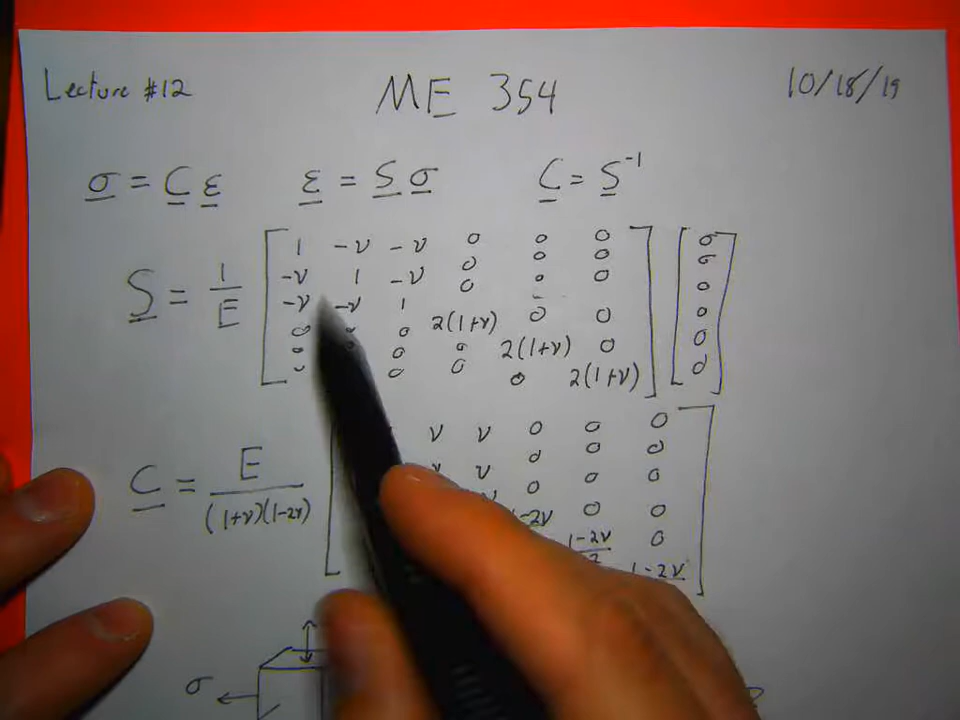 Lecture #12 ME 354 10/18/19
σ = C ε ε = S σ C = S⁻¹
S = 1/E [ 1 -ν -ν 0 0 0 ] [ σ ]
-ν 1 -ν 0 0 0 σ
-ν -ν 1 0 0 0 0
0 0 0 2(1+ν) 0 0 0
0 0 0 2(1+ν) 0 0
0 0 0 0 2(1+ν) 0
C = E/((1+ν)(1-2ν)) [ ν ν 0 0 0 ]
ν ν 0 0 0
ν 0 0 0
-2ν 0 0
1-2ν/2 0
1-2ν
σ